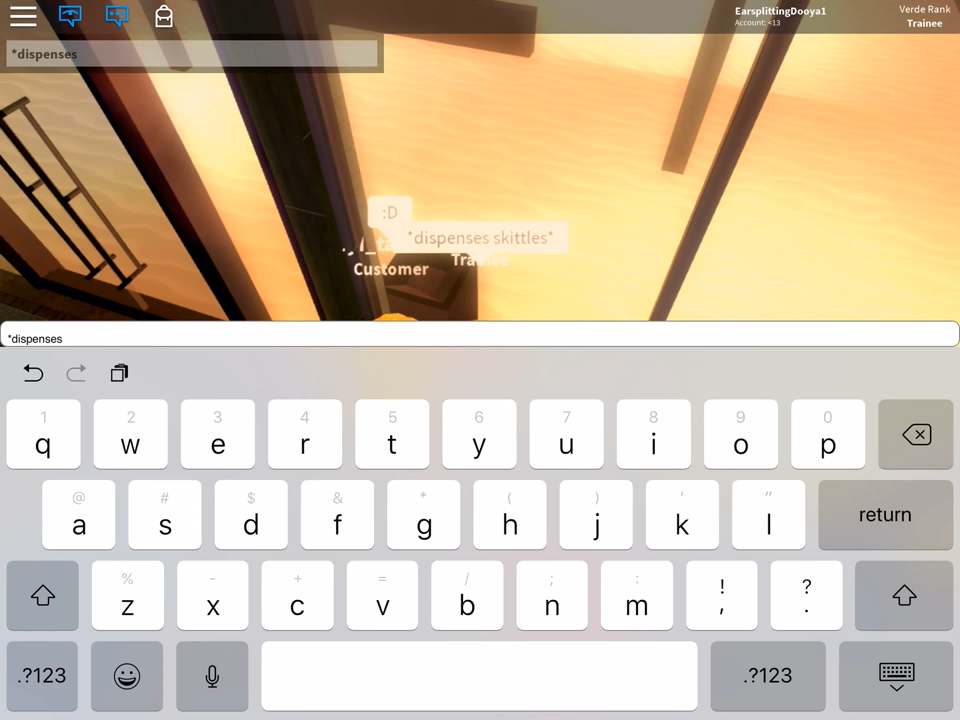 EarsplittingDooya1
Account: <13
Verde Rank
Trainee
*dispenses
:D
*dispenses skittles*
Customer
*dispenses
1 2 3 4 5 6 7 8 9 0
q w e r t y u i o p
@ # $ & * ( ) ' "
a s d f g h j k l return
% - + = / ; : ! ?
z x c v b n m , .
.?123 .?123